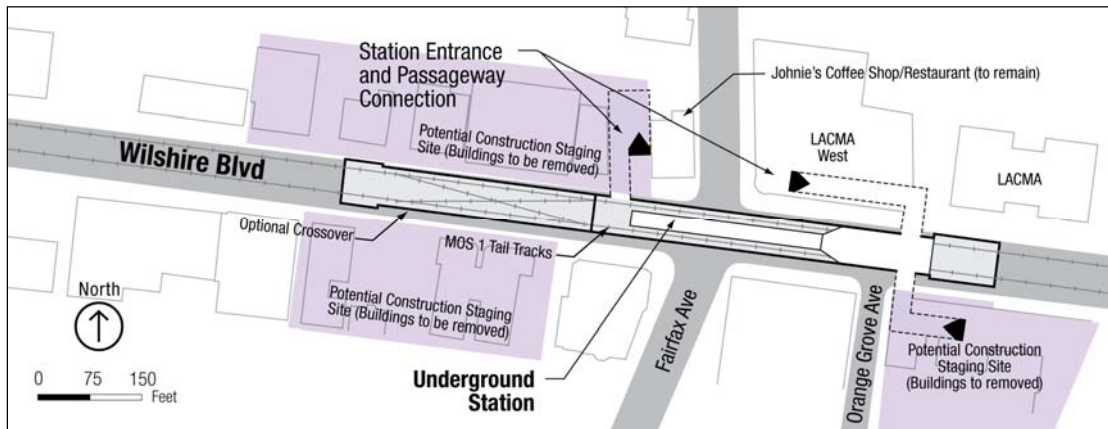 Station Entrance
and Passageway
Connection
Johnie's Coffee Shop/Restaurant (to remain)
Potential Construction Staging
Site (Buildings to be removed)
LACMA
West
LACMA
Wilshire Blvd
Optional Crossover
MOS 1 Tail Tracks
North
Potential Construction Staging
Site (Buildings to be removed)
Fairfax Ave
Orange Grove Ave
Potential Construction
Staging Site
(Buildings to removed)
Underground
Station
0 75 150
Feet